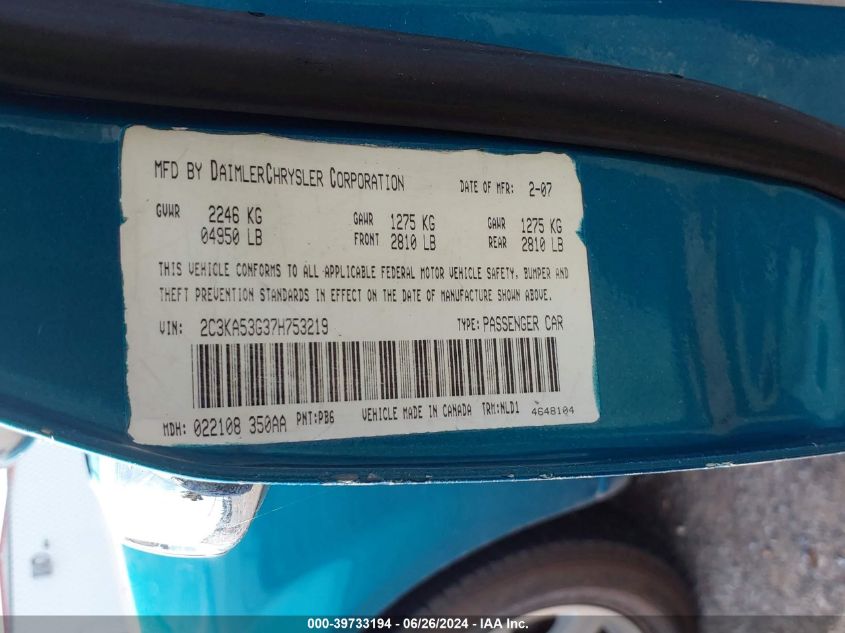 MFD BY DAIMLERCHRYSLER CORPORATION DATE OF MFR: 2-07
GVWR 2246 KG GAWR 1275 KG GAWR 1275 KG
04950 LB FRONT 2810 LB REAR 2810 LB
THIS VEHICLE CONFORMS TO ALL APPLICABLE FEDERAL MOTOR VEHICLE SAFETY, BUMPER AND
THEFT PREVENTION STANDARDS IN EFFECT ON THE DATE OF MANUFACTURE SHOWN ABOVE.
VIN: 2C3KA53G37H753219 TYPE: PASSENGER CAR
MDH: 022108 350AA PNT:PB6 VEHICLE MADE IN CANADA TRM:NLD1 4648104
000-39733194 - 06/26/2024 - IAA Inc.